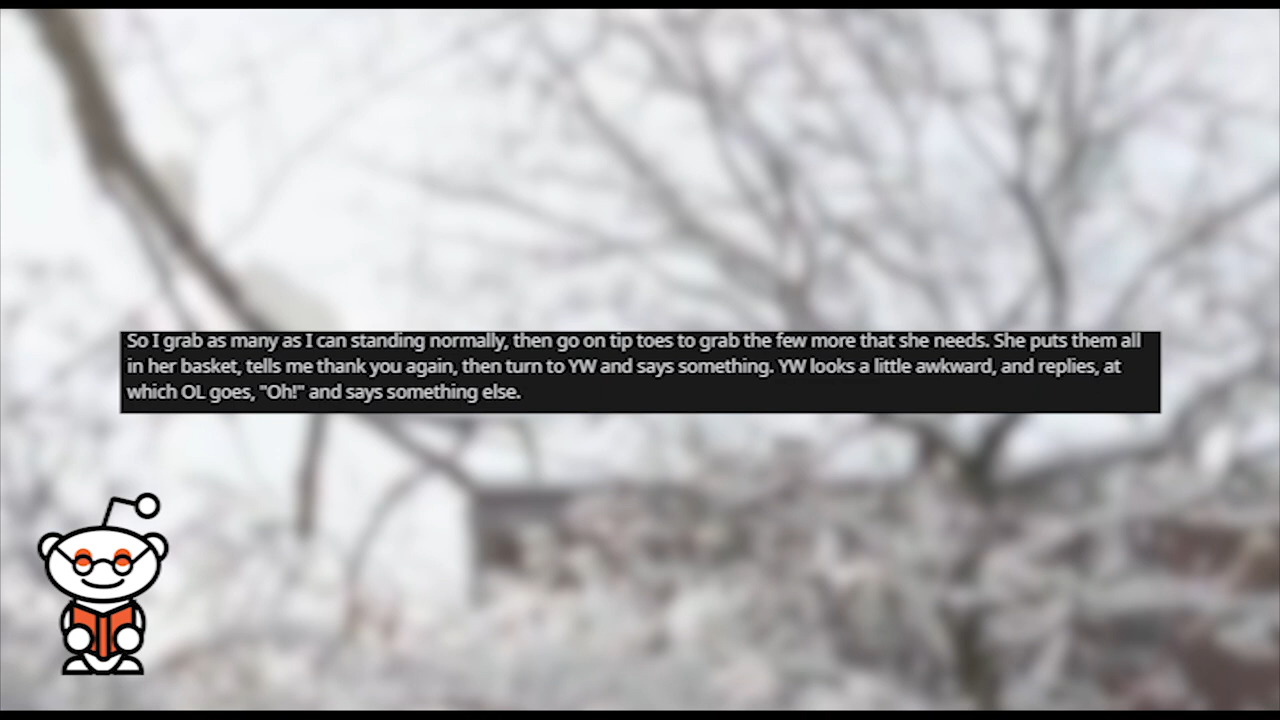 So I grab as many as I can standing normally, then go on tip toes to grab the few more that she needs. She puts them all
in her basket, tells me thank you again, then turn to YW and says something. YW looks a little awkward, and replies, at
which OL goes, "Oh!" and says something else.